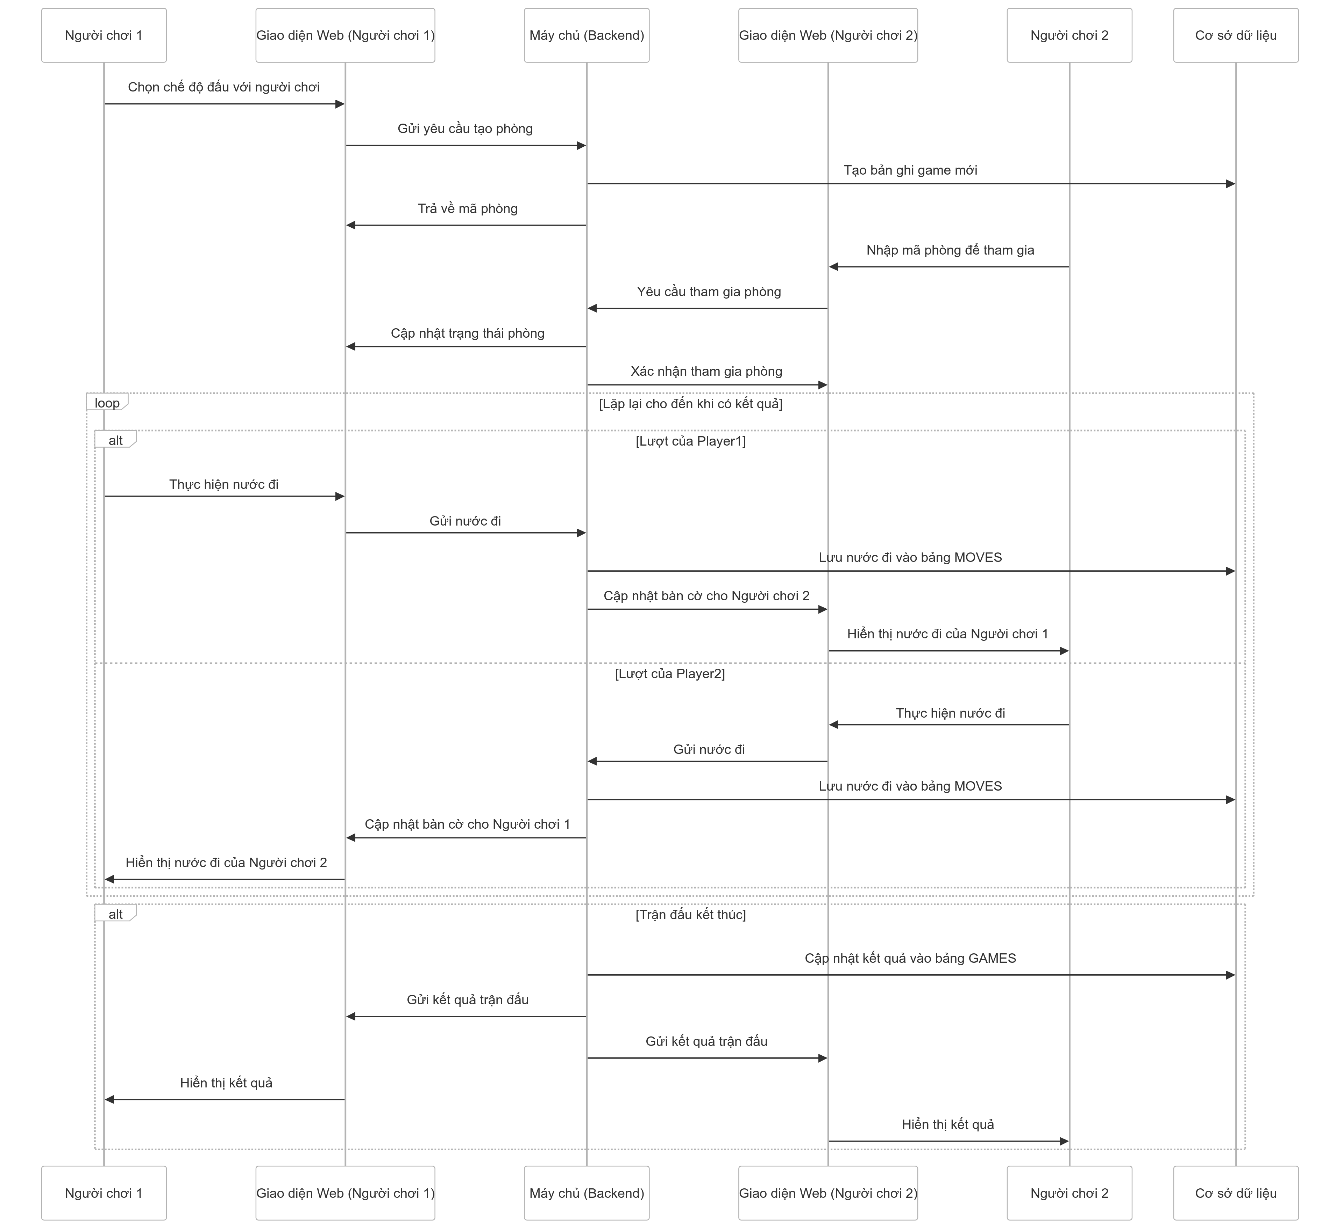 Người chơi 1
Giao diện Web (Người chơi 1)
Máy chủ (Backend)
Giao diện Web (Người chơi 2)
Người chơi 2
Cơ sở dữ liệu
Chọn chế độ đấu với người chơi
Gửi yêu cầu tạo phòng
Tạo bản ghi game mới
Trả về mã phòng
Nhập mã phòng để tham gia
Yêu cầu tham gia phòng
Cập nhật trạng thái phòng
Xác nhận tham gia phòng
loop
[Lặp lại cho đến khi có kết quả]
alt
[Lượt của Player1]
Thực hiện nước đi
Gửi nước đi
Lưu nước đi vào bảng MOVES
Cập nhật bàn cờ cho Người chơi 2
Hiển thị nước đi của Người chơi 1
[Lượt của Player2]
Thực hiện nước đi
Gửi nước đi
Lưu nước đi vào bảng MOVES
Cập nhật bàn cờ cho Người chơi 1
Hiển thị nước đi của Người chơi 2
alt
[Trận đấu kết thúc]
Cập nhật kết quả vào bảng GAMES
Gửi kết quả trận đấu
Gửi kết quả trận đấu
Hiển thị kết quả
Hiển thị kết quả
Người chơi 1
Giao diện Web (Người chơi 1)
Máy chủ (Backend)
Giao diện Web (Người chơi 2)
Người chơi 2
Cơ sở dữ liệu